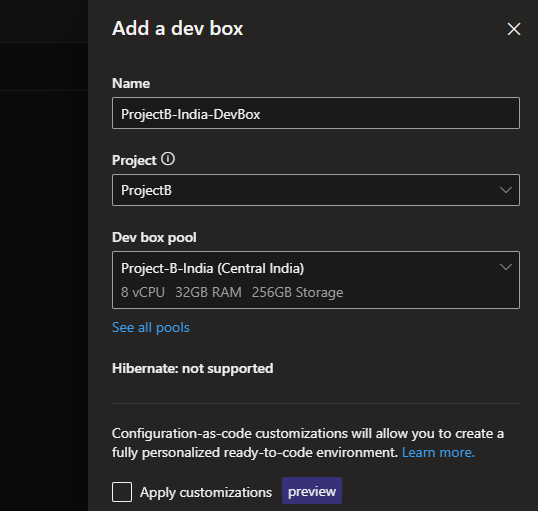 Add a dev box
Name
ProjectB-India-DevBox
Project
ProjectB
Dev box pool
Project-B-India (Central India)
8 vCPU 32GB RAM 256GB Storage
See all pools
Hibernate: not supported
Configuration-as-code customizations will allow you to create a
fully personalized ready-to-code environment. Learn more.
Apply customizations preview